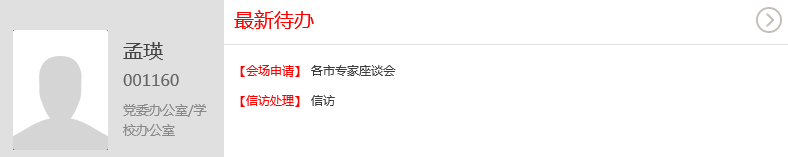 孟瑛
001160
党委办公室/学
校办公室
最新待办
【会场申请】 各市专家座谈会
【信访处理】 信访